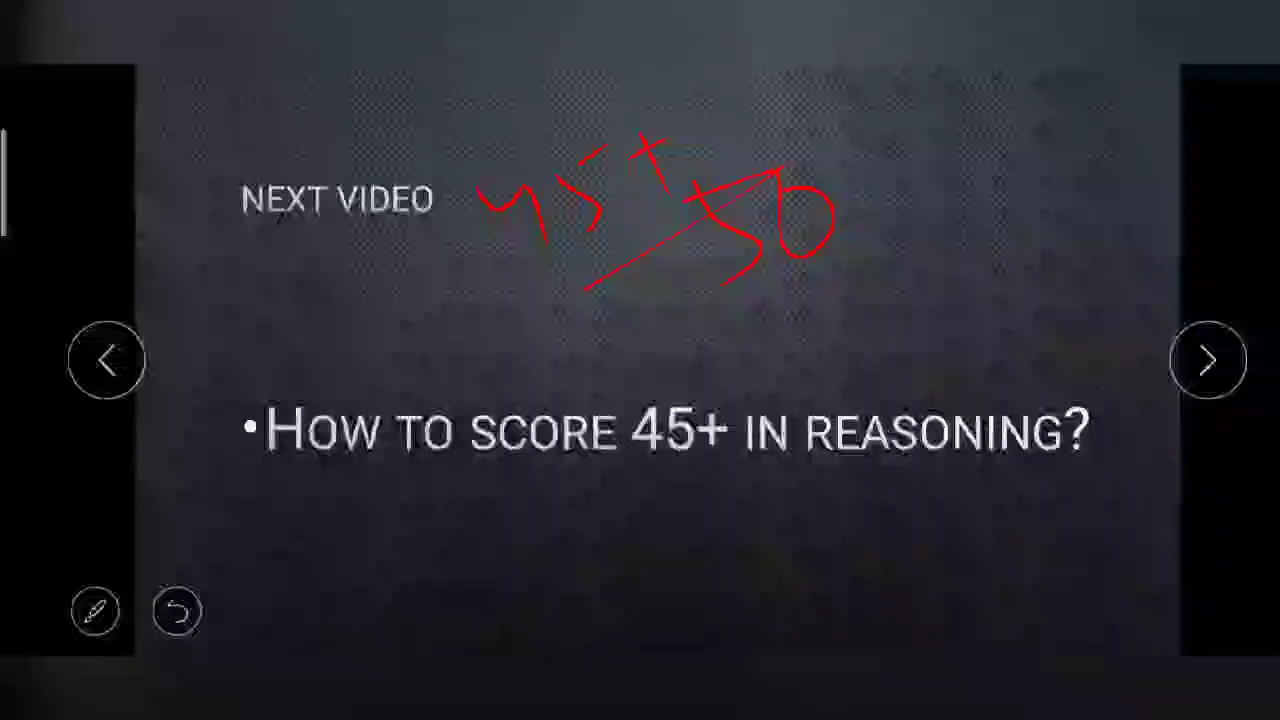 NEXT VIDEO 45+ 50
• HOW TO SCORE 45+ IN REASONING?